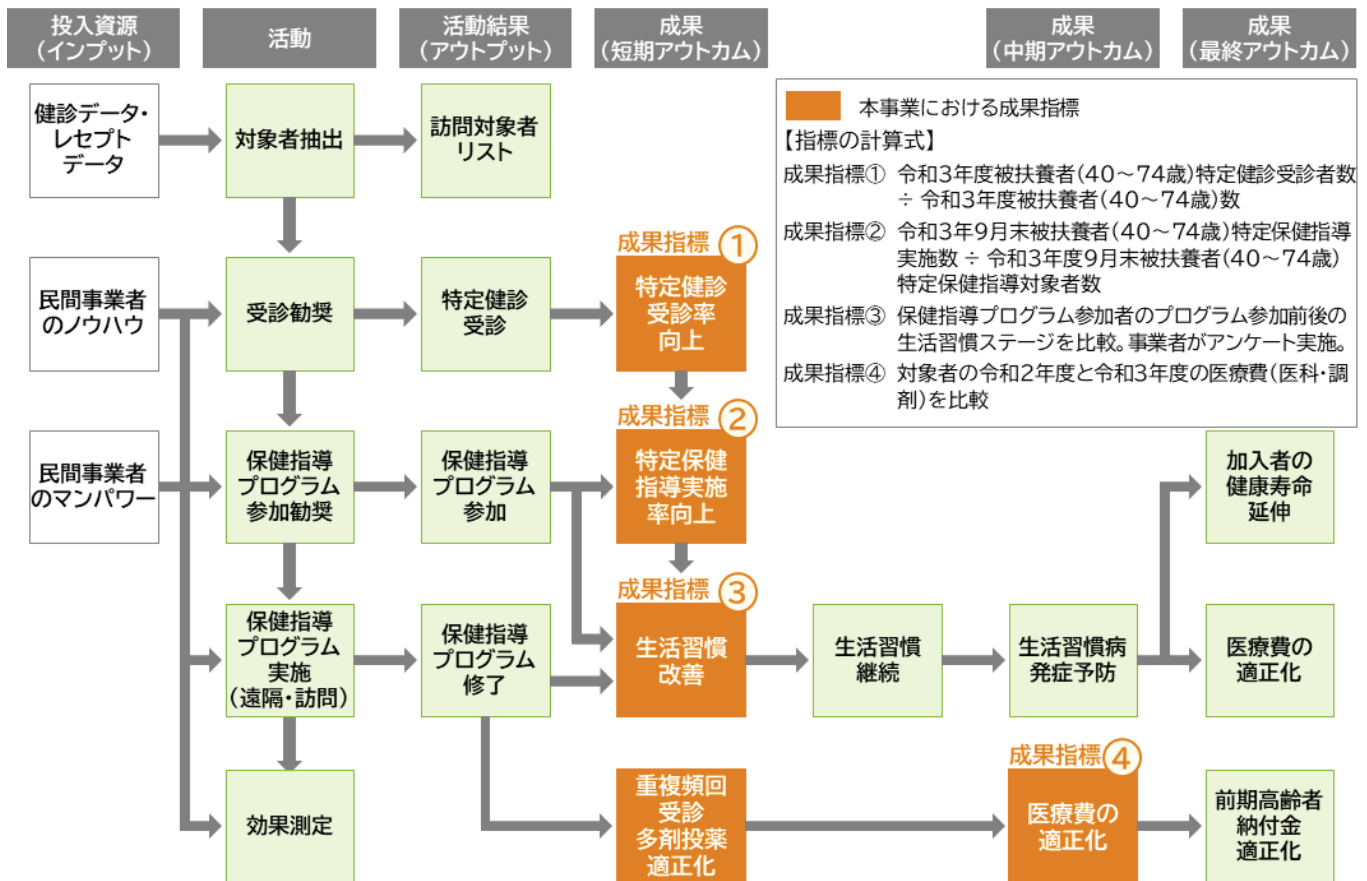 投入資源
(インプット)
活動
活動結果
(アウトプット)
成果
(短期アウトカム)
成果
(中期アウトカム)
成果
(最終アウトカム)
健診データ・
レセプト
データ
対象者抽出
訪問対象者
リスト
本事業における成果指標
【指標の計算式】
成果指標① 令和3年度被扶養者(40～74歳)特定健診受診者数
÷ 令和3年度被扶養者(40～74歳)数
成果指標② 令和3年9月末被扶養者(40～74歳)特定保健指導
実施数 ÷ 令和3年度9月末被扶養者(40～74歳)
特定保健指導対象者数
成果指標③ 保健指導プログラム参加者のプログラム参加前後の
生活習慣ステージを比較。事業者がアンケート実施。
成果指標④ 対象者の令和2年度と令和3年度の医療費(医科・調
剤)を比較
民間事業者
のノウハウ
受診勧奨
特定健診
受診
成果指標 ①
特定健診
受診率
向上
民間事業者
のマンパワー
保健指導
プログラム
参加勧奨
保健指導
プログラム
参加
成果指標 ②
特定保健
指導実施
率向上
加入者の
健康寿命
延伸
保健指導
プログラム
実施
(遠隔・訪問)
保健指導
プログラム
修了
成果指標 ③
生活習慣
改善
生活習慣
継続
生活習慣病
発症予防
医療費の
適正化
効果測定
重複頻回
受診
多剤投薬
適正化
成果指標 ④
医療費の
適正化
前期高齢者
納付金
適正化